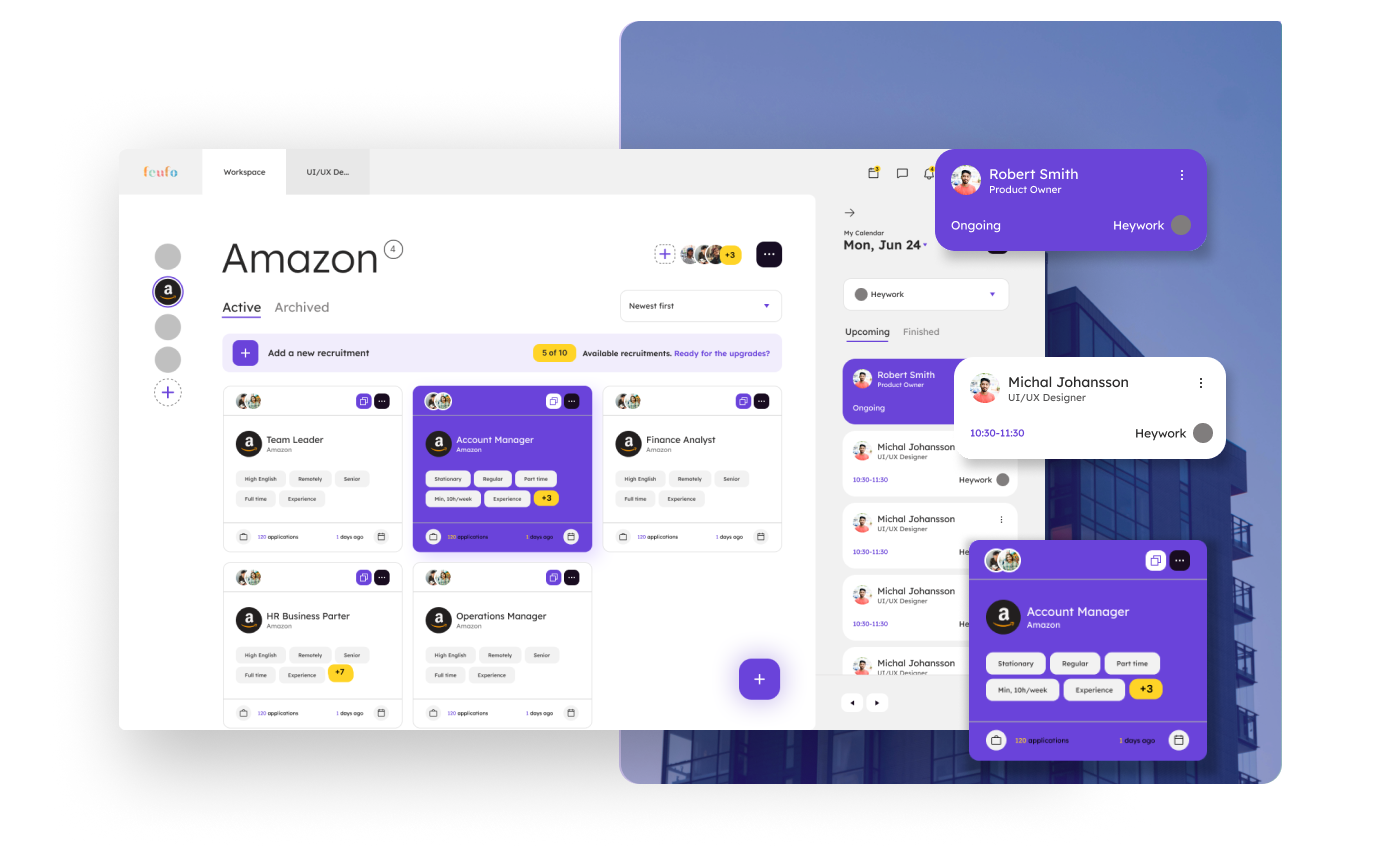 feufo
Workspace
UI/UX De...
Amazon
4
+3
Active
Archived
Newest first
Add a new recruitment
5 of 10
Available recruitments. Ready for the upgrades?
Team Leader
Amazon
High English
Remotely
Senior
Full time
Experience
120 applications
1 days ago
Account Manager
Amazon
Stationary
Regular
Part time
Min, 10h/week
Experience
+3
120 applications
1 days ago
Finance Analyst
Amazon
High English
Remotely
Senior
Full time
Experience
120 applications
1 days ago
HR Business Parter
Amazon
High English
Remotely
Senior
Full time
Experience
+7
120 applications
1 days ago
Operations Manager
Amazon
High English
Remotely
Senior
Full time
Experience
120 applications
1 days ago
My Calendar
Mon, Jun 24
Heywork
Upcoming
Finished
Robert Smith
Product Owner
Ongoing
Michal Johansson
UI/UX Designer
10:30-11:30
Heywork
Michal Johansson
UI/UX Designer
10:30-11:30
He
Michal Johansson
UI/UX Designer
10:30-11:30
He
Michal Johansson
UI/UX Designer
Robert Smith
Product Owner
Ongoing
Heywork
Michal Johansson
UI/UX Designer
10:30-11:30
Heywork
Account Manager
Amazon
Stationary
Regular
Part time
Min, 10h/week
Experience
+3
120 applications
1 days ago